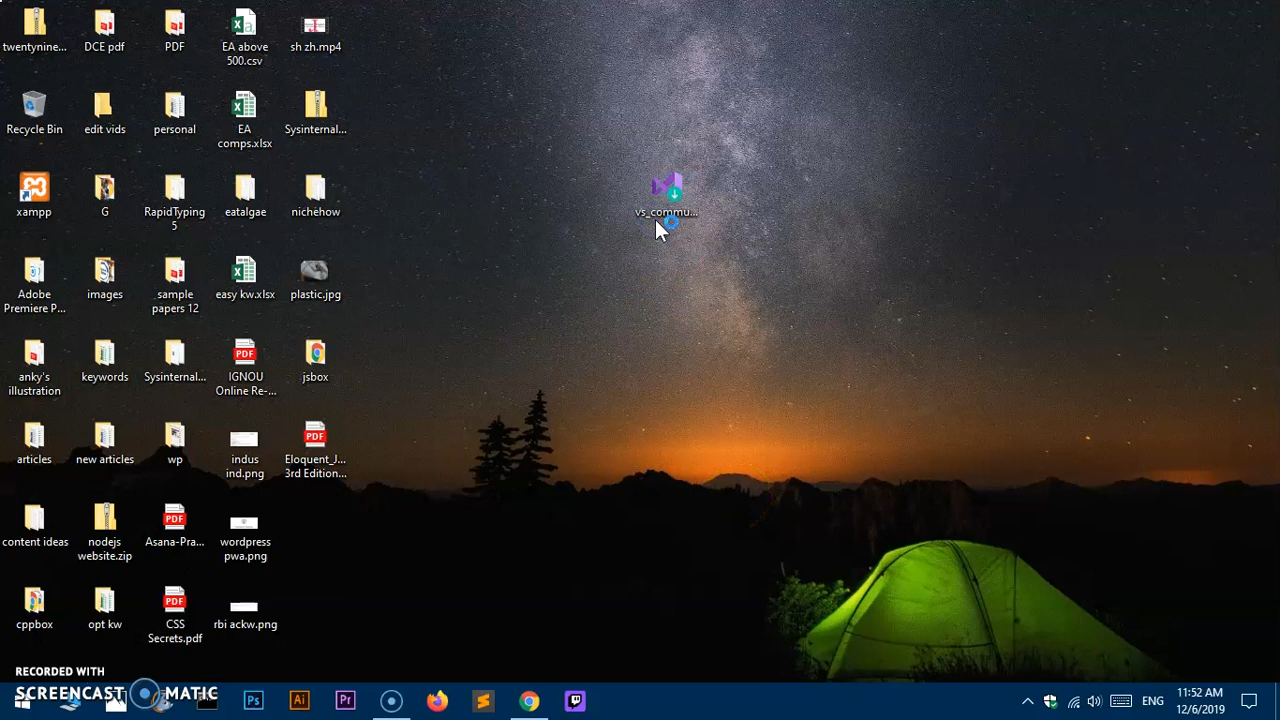 twentynine...
DCE pdf
PDF
EA above
500.csv
sh zh.mp4
Recycle Bin
edit vids
personal
EA
comps.xlsx
Sysinternal...
xampp
G
RapidTyping
5
eatalgae
nichehow
vs_commu...
Adobe
Premiere P...
images
sample
papers 12
easy kw.xlsx
plastic.jpg
anky's
illustration
keywords
Sysinternal...
IGNOU
Online Re-...
jsbox
articles
new articles
wp
indus
ind.png
Eloquent_J...
3rd Edition...
content ideas
nodejs
website.zip
Asana-Pra...
wordpress
pwa.png
cppbox
opt kw
CSS
Secrets.pdf
rbi ackw.png
RECORDED WITH
SCREENCAST MATIC
Ps
Ai
Pr
ENG
11:52 AM
12/6/2019